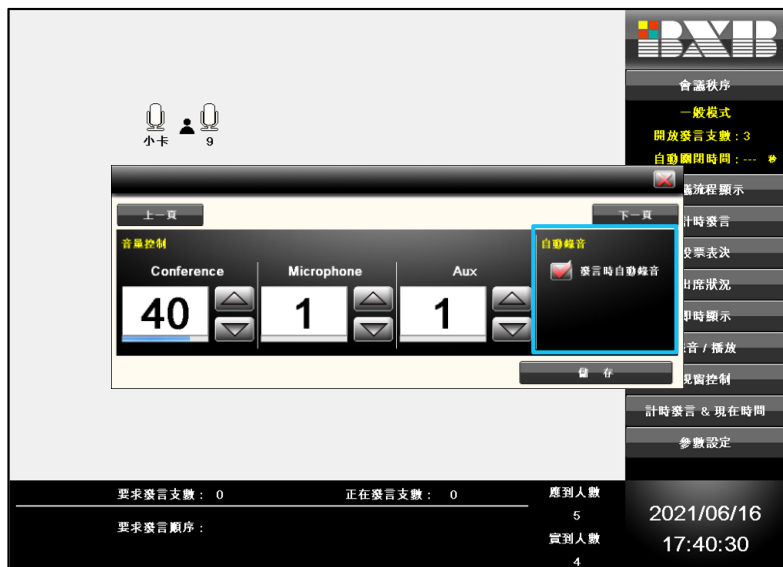 BXB
會議秩序
一般模式
開放發言支數：3
自動關閉時間：--- 秒
議流程顯示
計時發言
投票表決
出席狀況
即時顯示
音 / 播放
視窗控制
計時發言 & 現在時間
參數設定
小卡
9
上一頁
下一頁
音量控制
Conference
Microphone
Aux
40
1
1
自動錄音
發言時自動錄音
儲 存
要求發言支數： 0
正在發言支數： 0
要求發言順序：
應到人數
5
實到人數
4
2021/06/16
17:40:30